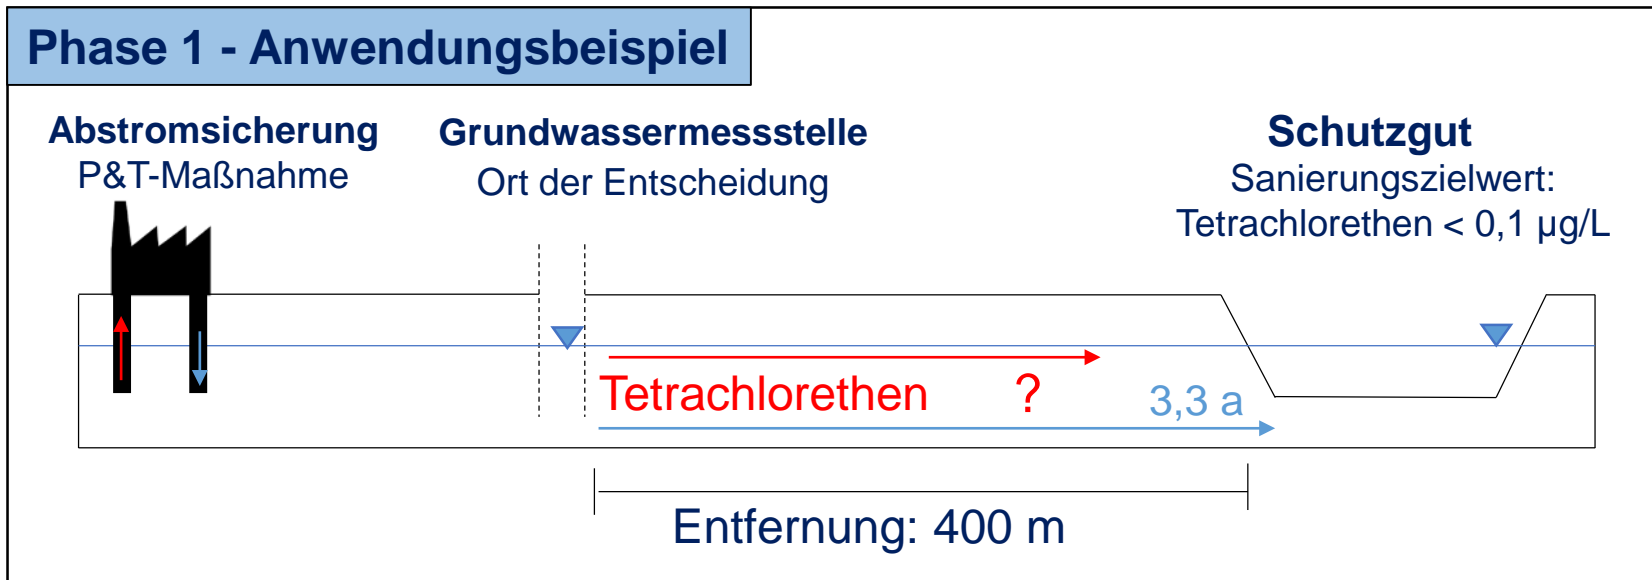 Phase 1 - Anwendungsbeispiel
Abstromsicherung
P&T-Maßnahme
Grundwassermessstelle
Ort der Entscheidung
Schutzgut
Sanierungszielwert:
Tetrachlorethen < 0,1 µg/L
Tetrachlorethen ?
3,3 a
Entfernung: 400 m